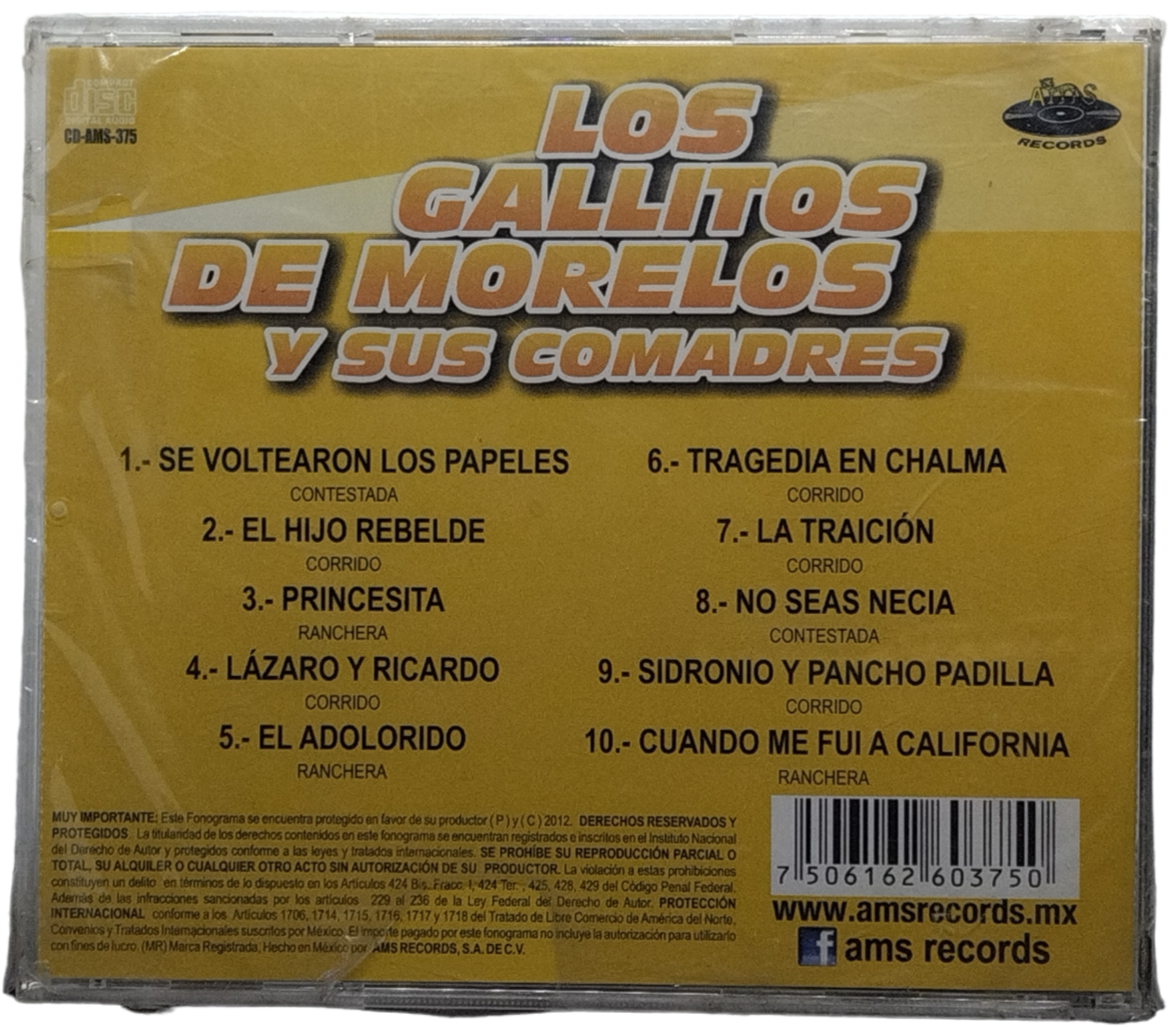 COMPACT
disc
DIGITAL AUDIO
CD-AMS-375
AMS
RECORDS
LOS
GALLITOS
DE MORELOS
Y SUS COMADRES
1.- SE VOLTEARON LOS PAPELES
CONTESTADA
2.- EL HIJO REBELDE
CORRIDO
3.- PRINCESITA
RANCHERA
4.- LÁZARO Y RICARDO
CORRIDO
5.- EL ADOLORIDO
RANCHERA
6.- TRAGEDIA EN CHALMA
CORRIDO
7.- LA TRAICIÓN
CORRIDO
8.- NO SEAS NECIA
CONTESTADA
9.- SIDRONIO Y PANCHO PADILLA
CORRIDO
10.- CUANDO ME FUI A CALIFORNIA
RANCHERA
MUY IMPORTANTE: Este Fonograma se encuentra protegido en favor de su productor ( P ) y ( C ) 2012. DERECHOS RESERVADOS Y
PROTEGIDOS. La titularidad de los derechos contenidos en este fonograma se encuentran registrados e inscritos en el Instituto Nacional
del Derecho de Autor y protegidos conforme a las leyes y tratados internacionales. SE PROHÍBE SU REPRODUCCIÓN PARCIAL O
TOTAL, SU ALQUILER O CUALQUIER OTRO ACTO SIN AUTORIZACIÓN DE SU PRODUCTOR. La violación a estas prohibiciones
constituyen un delito en términos de lo dispuesto en los Artículos 424 Bis, Fracc. I, 424 Ter., 425, 428, 429 del Código Penal Federal.
Además de las infracciones sancionadas por los artículos 229 al 236 de la Ley Federal del Derecho de Autor. PROTECCIÓN
INTERNACIONAL conforme a los Artículos 1706, 1714, 1715, 1716, 1717 y 1718 del Tratado de Libre Comercio de América del Norte,
Convenios y Tratados Internacionales suscritos por México. El importe pagado por este fonograma no incluye la autorización para utilizarlo
con fines de lucro. (MR) Marca Registrada, Hecho en México por AMS RECORDS, S.A. DE C.V.
7 506162 603750
www.amsrecords.mx
f ams records